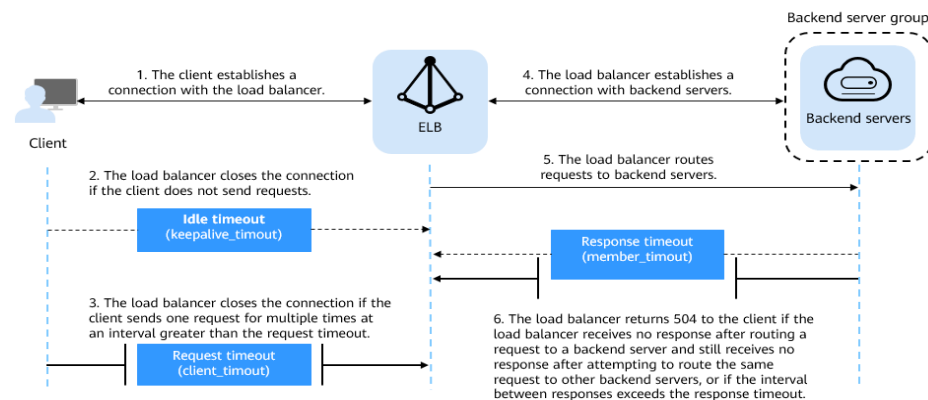 Backend server group
1. The client establishes a
connection with the load balancer.
4. The load balancer establishes a
connection with backend servers.
ELB
Backend servers
Client
5. The load balancer routes
requests to backend servers.
2. The load balancer closes the connection
if the client does not send requests.
Idle timeout
(keepalive_timout)
Response timeout
(member_timout)
3. The load balancer closes the connection if the
client sends one request for multiple times at
an interval greater than the request timeout.
Request timeout
(client_timout)
6. The load balancer returns 504 to the client if the
load balancer receives no response after routing a
request to a backend server and still receives no
response after attempting to route the same
request to other backend servers, or if the interval
between responses exceeds the response timeout.